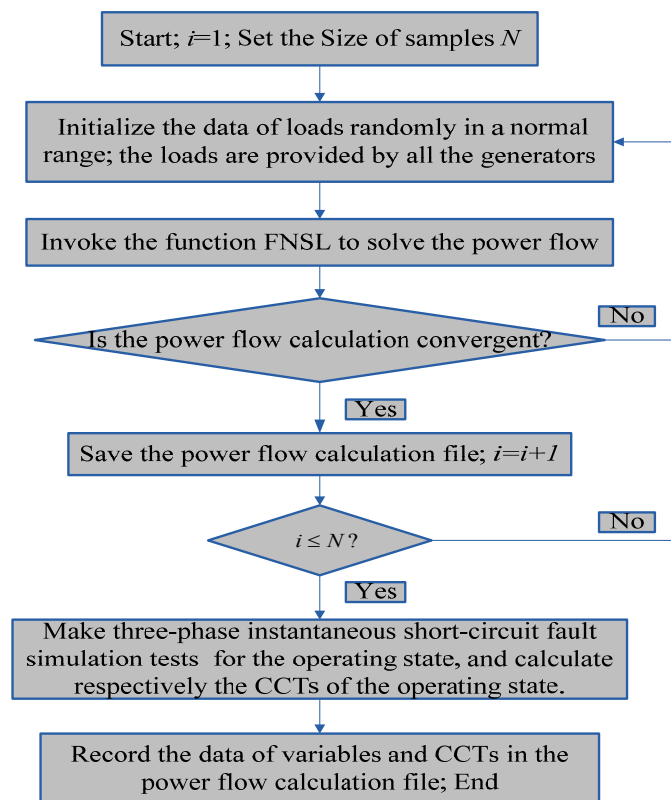 Start; i=1; Set the Size of samples N
Initialize the data of loads randomly in a normal
range; the loads are provided by all the generators
Invoke the function FNSL to solve the power flow
Is the power flow calculation convergent?
No
Yes
Save the power flow calculation file; i=i+1
i ≤ N ?
No
Yes
Make three-phase instantaneous short-circuit fault
simulation tests for the operating state, and calculate
respectively the CCTs of the operating state.
Record the data of variables and CCTs in the
power flow calculation file; End